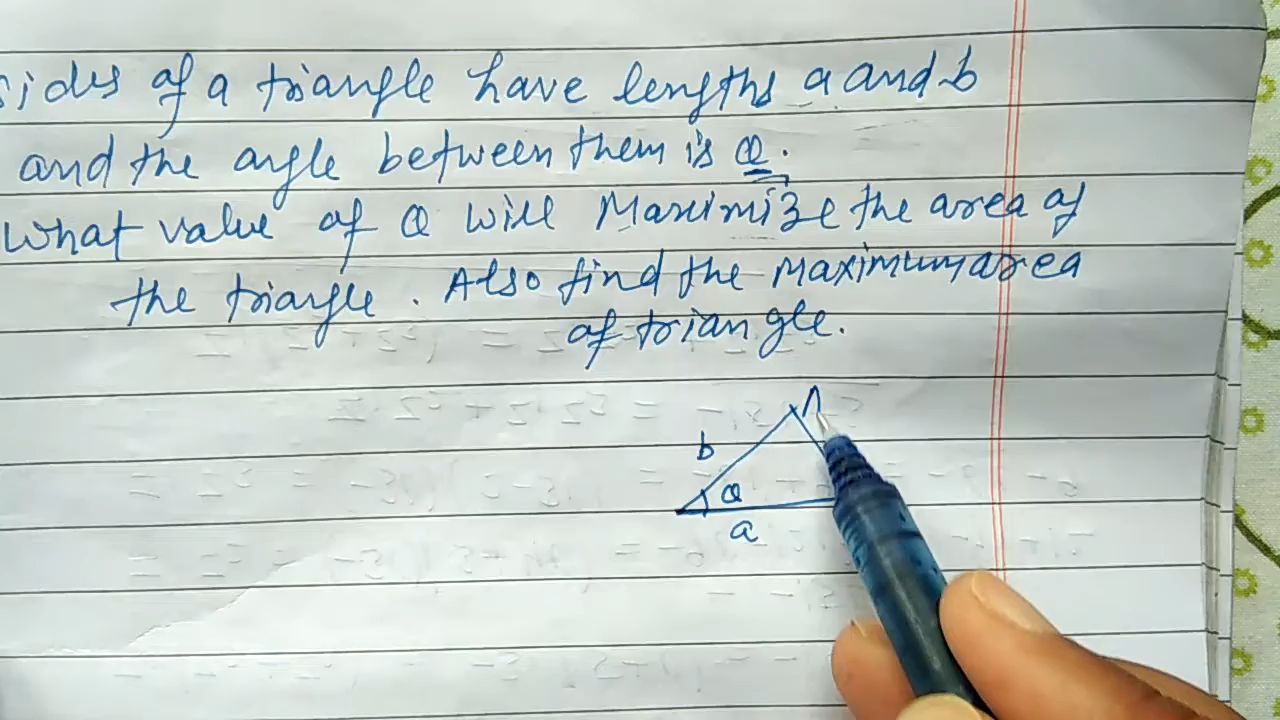 sides of a triangle have lengths a and b
and the angle between them is θ.
What value of θ will Maximize the area of
the triangle. Also find the Maximum area
of triangle.
A
b
θ
a